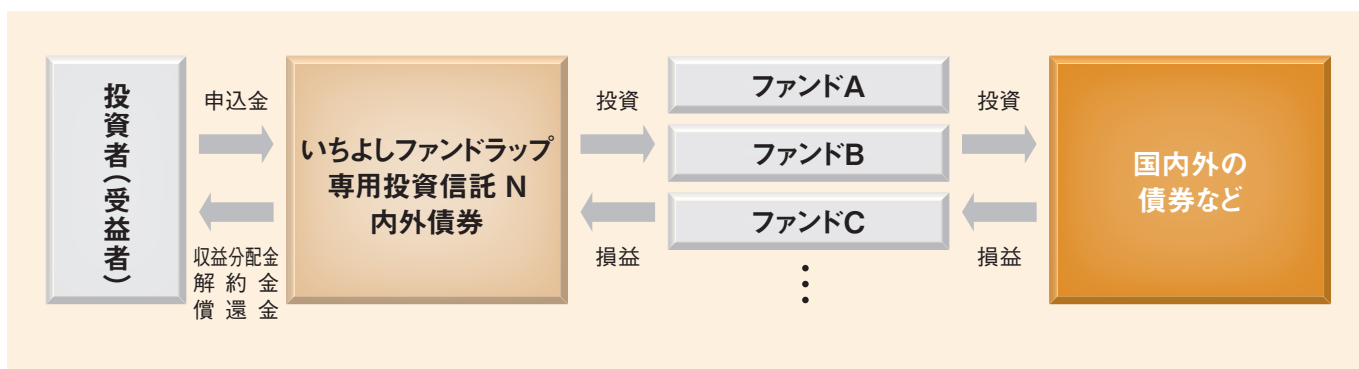 投資者（受益者）
申込金
収益分配金
解約金
償還金
いちよしファンドラップ
専用投資信託 N
内外債券
投資
損益
ファンドA
ファンドB
ファンドC
⋮
投資
損益
国内外の
債券など